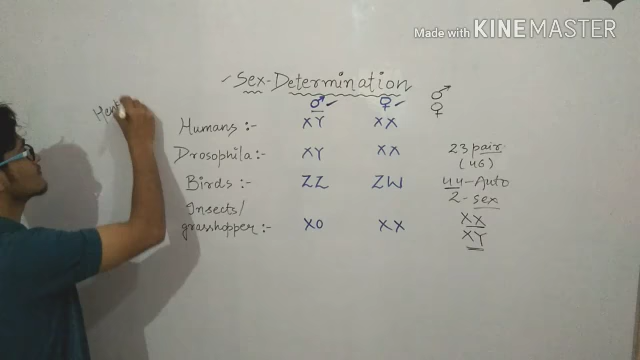 Made with KINEMASTER
Sex-Determination
♂ ♀
Humans :- XY XX
Drosophila :- XY XX
Birds :- ZZ ZW
Insects/
grasshopper :- XO XX
♂
♀
23 pair
(46)
44-Auto
2-sex
XX
XY